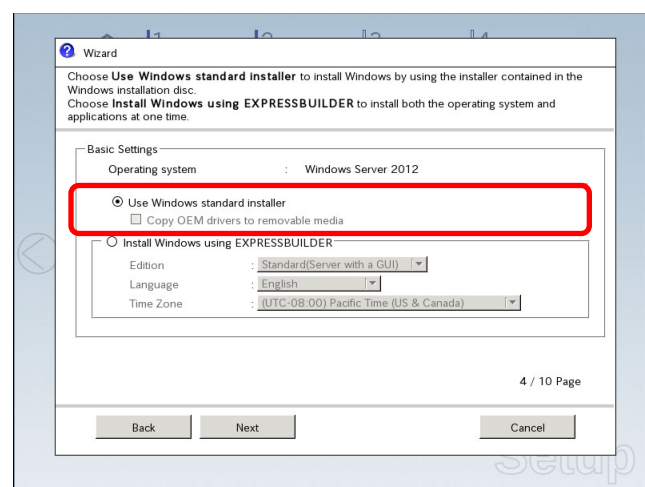 Wizard
Choose Use Windows standard installer to install Windows by using the installer contained in the
Windows installation disc.
Choose Install Windows using EXPRESSBUILDER to install both the operating system and
applications at one time.
Basic Settings
Operating system : Windows Server 2012
Use Windows standard installer
Copy OEM drivers to removable media
Install Windows using EXPRESSBUILDER
Edition : Standard(Server with a GUI)
Language : English
Time Zone : (UTC-08:00) Pacific Time (US & Canada)
4 / 10 Page
Back Next Cancel
Setup